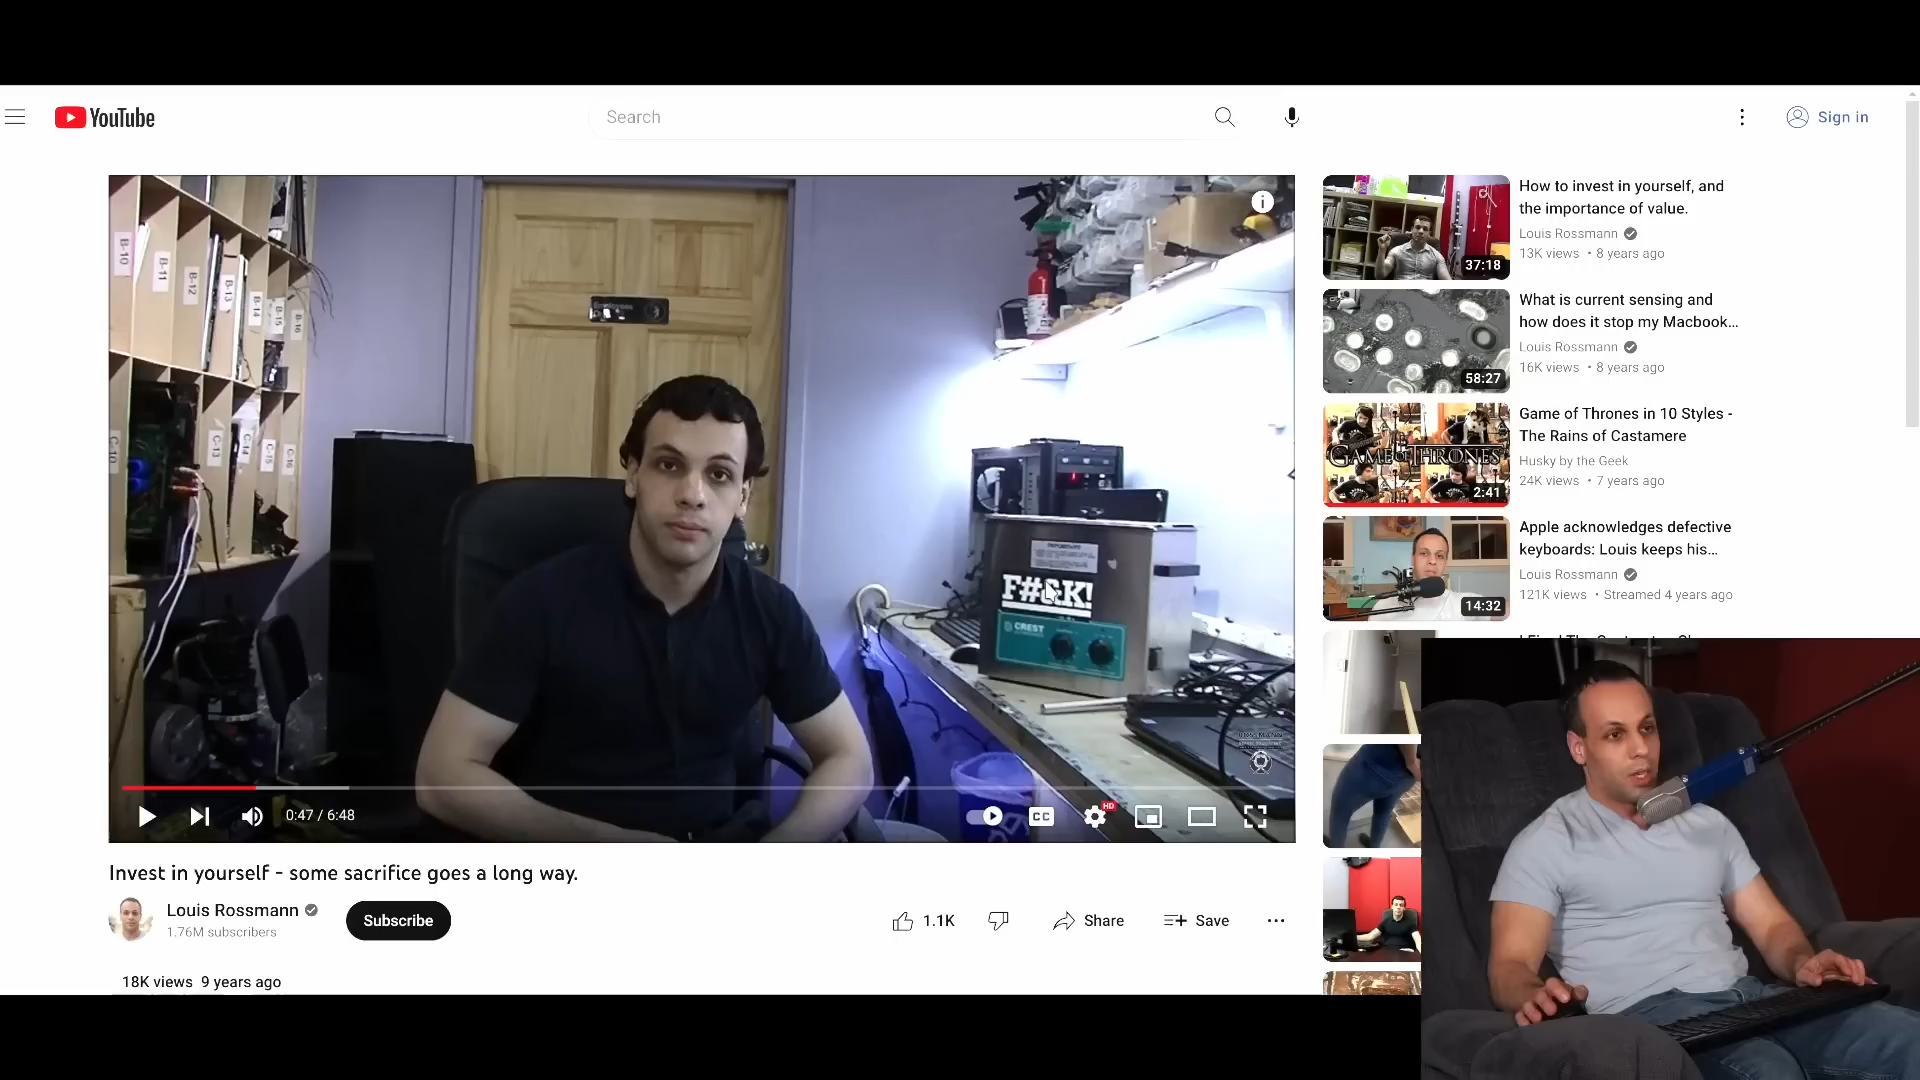 YouTube
Search
Sign in
B-10
B-11
B-12
B-13
B-14
B-15
B-16
C-10
C-13
C-14
C-15
C-16
Employees
IMPORTANT!
F#&K!
CREST
ROSSMANN
HD
CC
0:47 / 6:48
Invest in yourself - some sacrifice goes a long way.
Louis Rossmann
1.76M subscribers
Subscribe
1.1K
Share
Save
18K views 9 years ago
37:18
How to invest in yourself, and
the importance of value.
Louis Rossmann
13K views • 8 years ago
58:27
What is current sensing and
how does it stop my Macbook...
Louis Rossmann
16K views • 8 years ago
GAME OF THRONES
2:41
Game of Thrones in 10 Styles -
The Rains of Castamere
Husky by the Geek
24K views • 7 years ago
14:32
Apple acknowledges defective
keyboards: Louis keeps his...
Louis Rossmann
121K views • Streamed 4 years ago